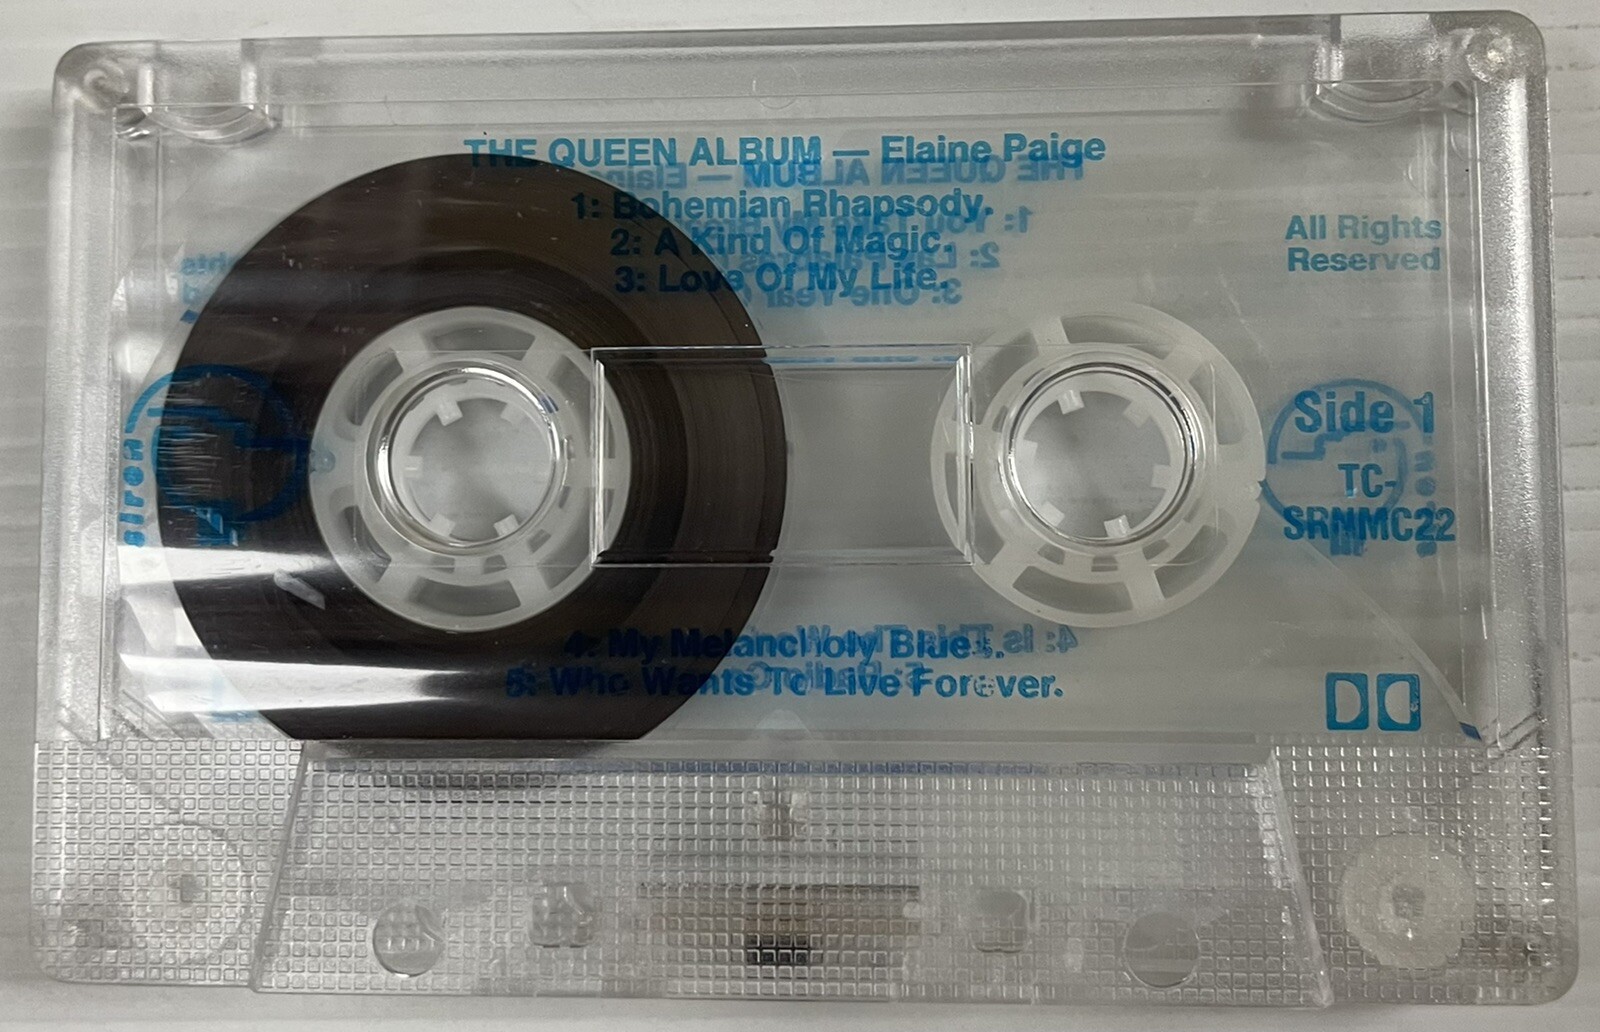 THE QUEEN ALBUM — Elaine Paige
1: Bohemian Rhapsody.
2: A Kind Of Magic.
3: Love Of My Life.
All Rights
Reserved
siren
Side 1
TC-
SRNMC22
4: My Melancholy Blues.
5: Who Wants To Live Forever.